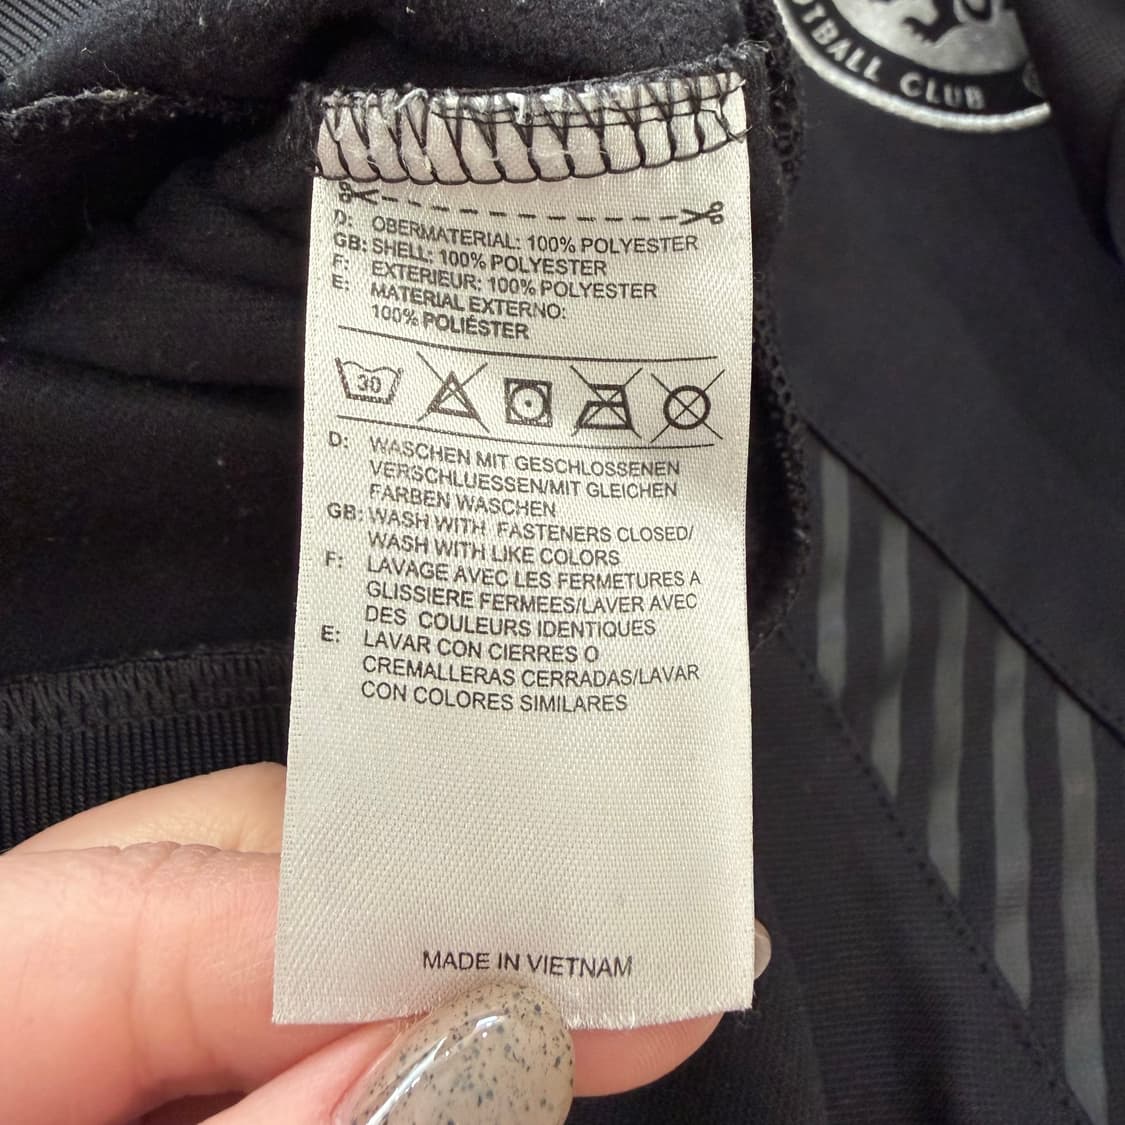 OTBALL CLUB
D: OBERMATERIAL: 100% POLYESTER
GB: SHELL: 100% POLYESTER
F: EXTERIEUR: 100% POLYESTER
E: MATERIAL EXTERNO:
100% POLIÉSTER
30
D: WASCHEN MIT GESCHLOSSENEN
VERSCHLUESSEN/MIT GLEICHEN
FARBEN WASCHEN
GB: WASH WITH FASTENERS CLOSED/
WASH WITH LIKE COLORS
F: LAVAGE AVEC LES FERMETURES A
GLISSIERE FERMEES/LAVER AVEC
DES COULEURS IDENTIQUES
E: LAVAR CON CIERRES O
CREMALLERAS CERRADAS/LAVAR
CON COLORES SIMILARES
MADE IN VIETNAM